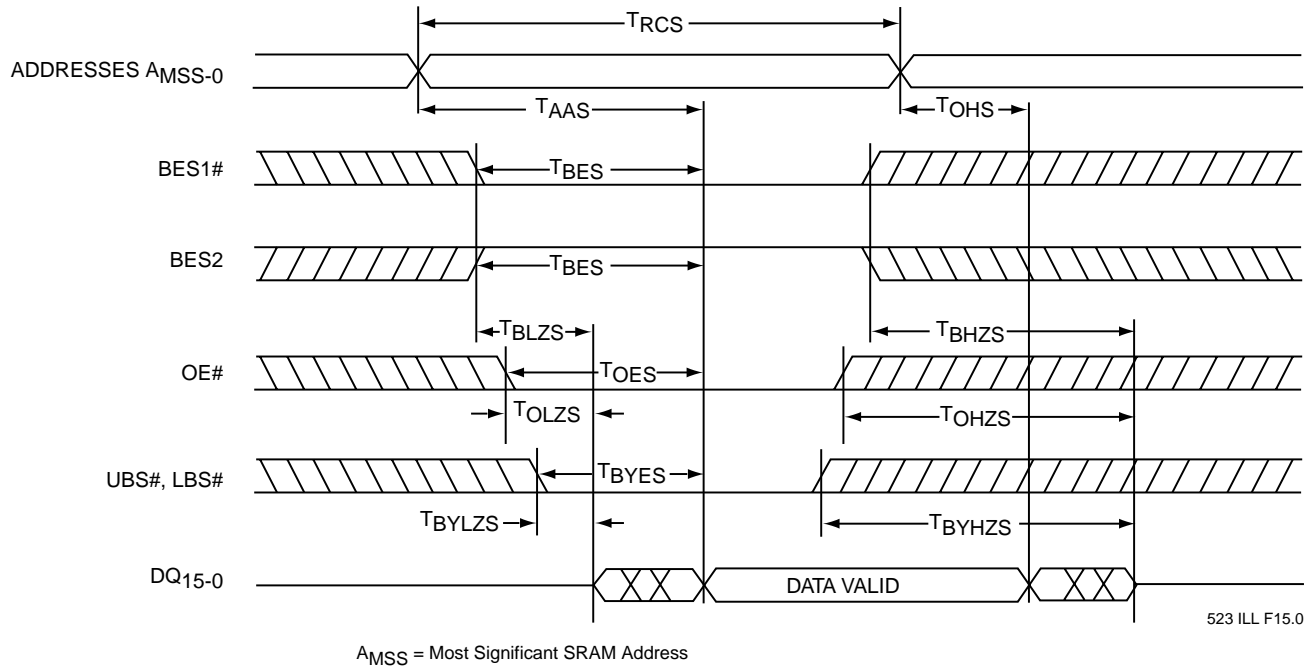 TRCS
ADDRESSES AMSS-0
TAAS
TOHS
BES1#
TBES
BES2
TBES
TBLZS
TBHZS
OE#
TOES
TOLZS
TOHZS
UBS#, LBS#
TBYES
TBYLZS
TBYHZS
DQ15-0
DATA VALID
523 ILL F15.0
AMSS = Most Significant SRAM Address